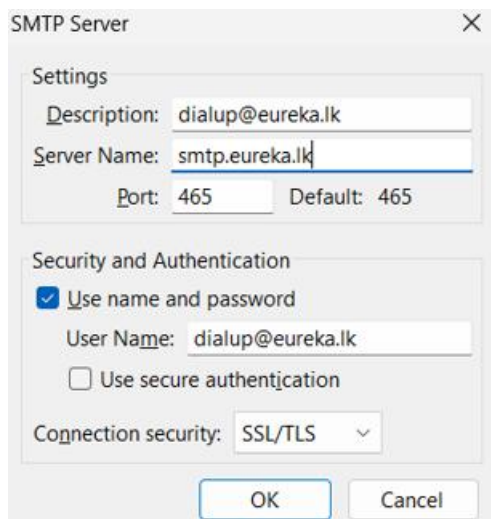 SMTP Server
Settings
Description: dialup@eureka.lk
Server Name: smtp.eureka.lk
Port: 465 Default: 465
Security and Authentication
Use name and password
User Name: dialup@eureka.lk
Use secure authentication
Connection security: SSL/TLS
OK Cancel